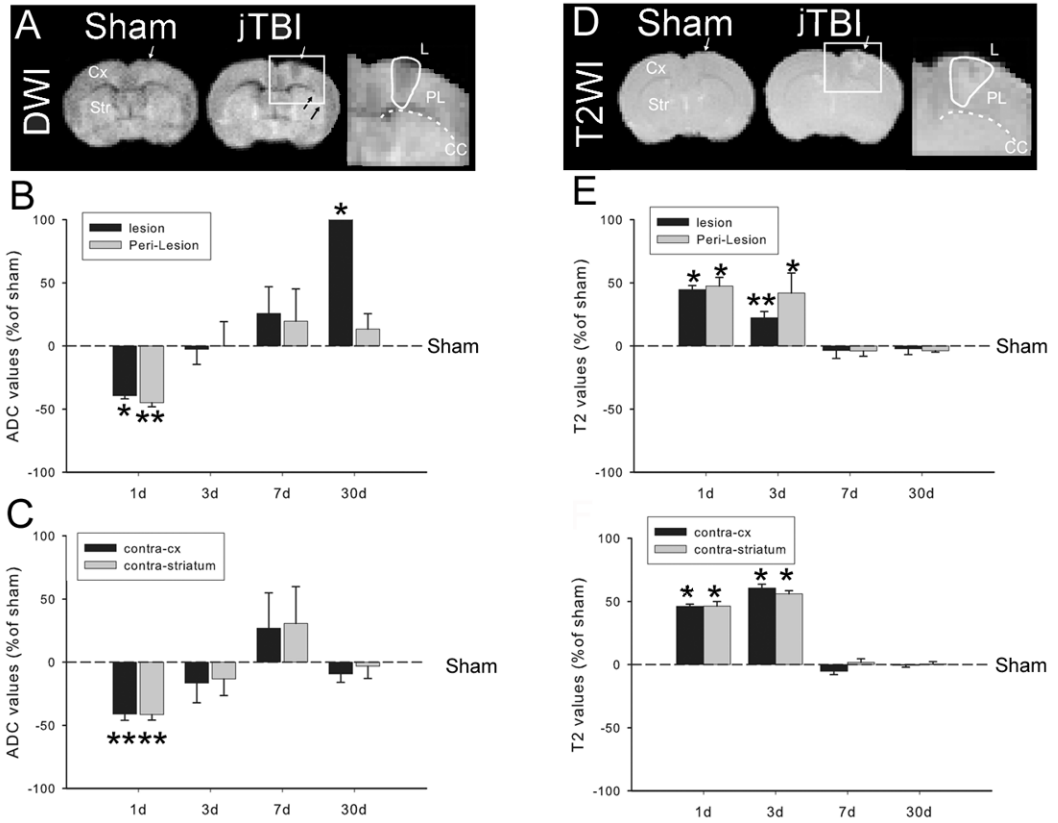 A
DWI
Sham
jTBI
Cx
Str
L
PL
CC
B
ADC values (%of sham)
100
50
0
-50
-100
lesion
Peri-Lesion
*
Sham
* **
1d 3d 7d 30d
C
ADC values (%of sham)
100
50
0
-50
-100
contra-cx
contra-striatum
Sham
** **
1d 3d 7d 30d
D
T2WI
Sham
jTBI
Cx
Str
L
PL
CC
E
T2 values (%of sham)
100
50
0
-50
-100
lesion
Peri-Lesion
* * ** *
Sham
1d 3d 7d 30d
T2 values (%of sham)
100
50
0
-50
-100
contra-cx
contra-striatum
* * * *
Sham
1d 3d 7d 30d